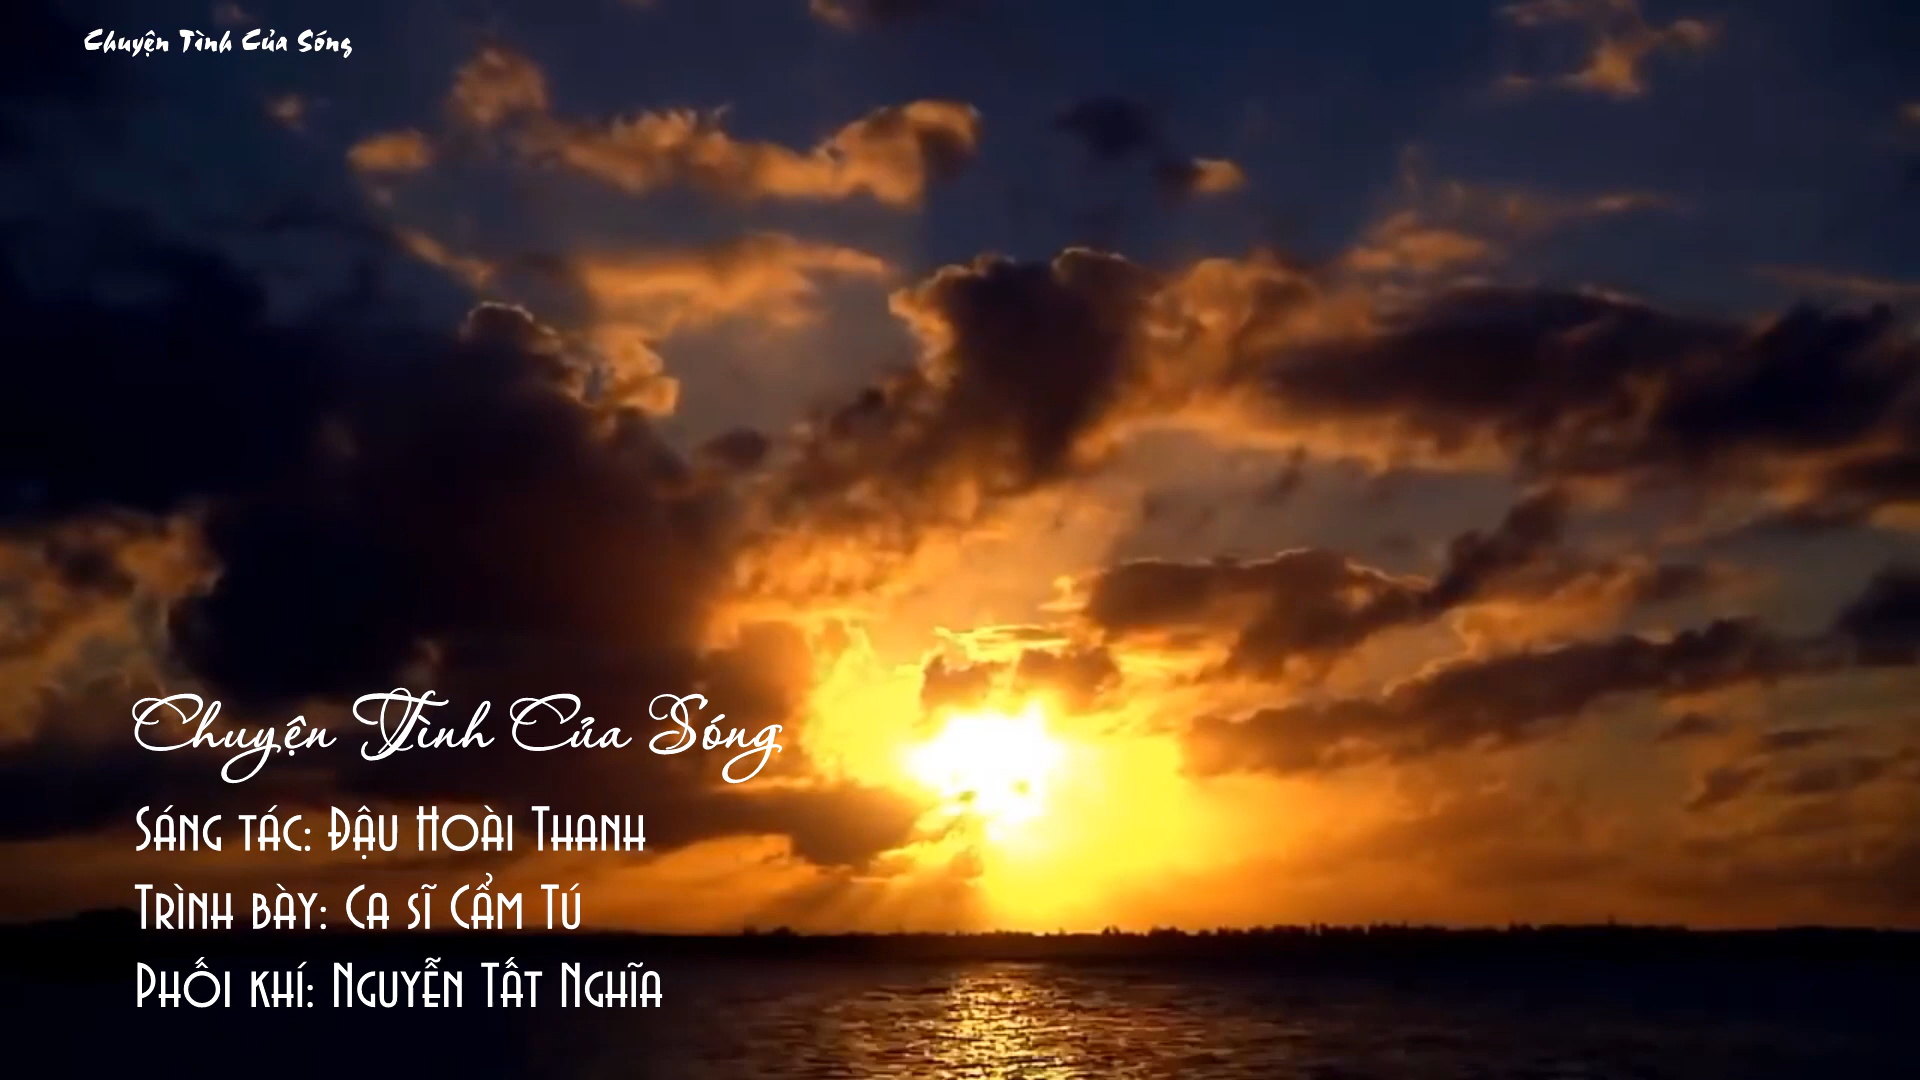 Chuyện Tình Của Sóng
Chuyện Tình Của Sóng
Sáng tác: Đậu Hoài Thanh
Trình bày: Ca sĩ Cẩm Tú
Phối khí: Nguyễn Tất Nghĩa